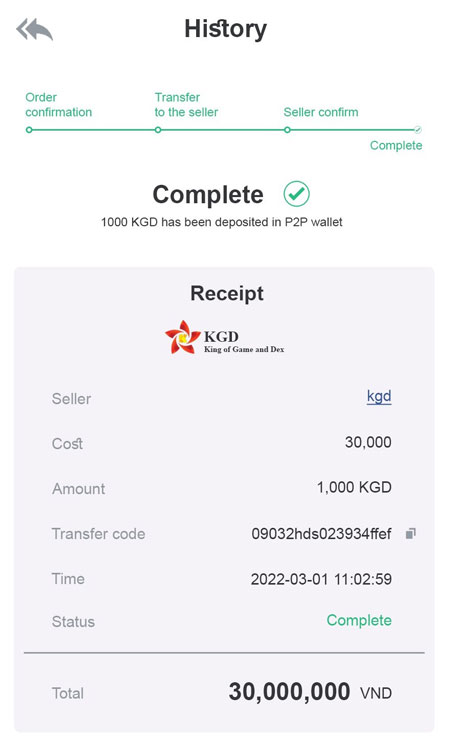 History
Order
confirmation
Transfer
to the seller
Seller confirm
Complete
Complete
1000 KGD has been deposited in P2P wallet
Receipt
KGD
King of Game and Dex
Seller kgd
Cost 30,000
Amount 1,000 KGD
Transfer code 09032hds023934ffef
Time 2022-03-01 11:02:59
Status Complete
Total 30,000,000 VND